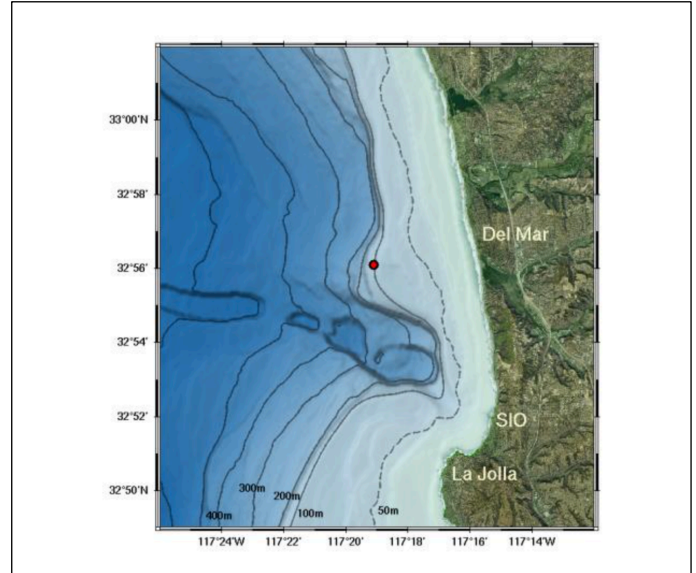 33°00'N
32°58'
Del Mar
32°56'
32°54'
32°52'
SIO
La Jolla
32°50'N
300m
200m
400m
100m
50m
117°24'W
117°22'
117°20'
117°18'
117°16'
117°14'W